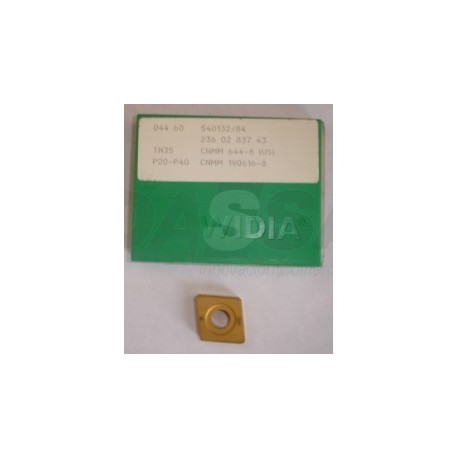 044 60 540132/84
236 02 837 43
TN35 CNMM 644-8 (US)
P20-P40 CNMM 190616-8
WIDIA